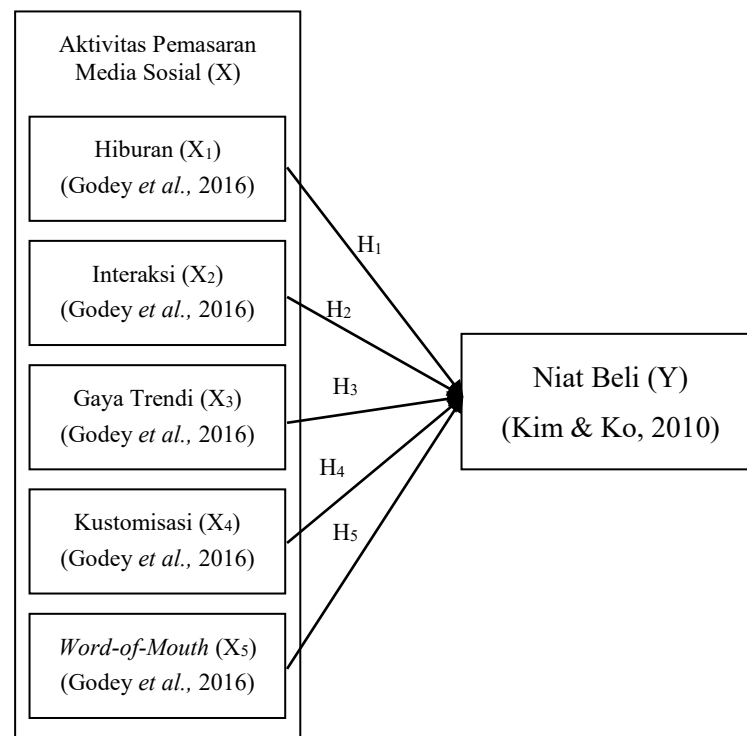 Aktivitas Pemasaran
Media Sosial (X)
Hiburan (X₁)
(Godey et al., 2016)
Interaksi (X₂)
(Godey et al., 2016)
Gaya Trendi (X₃)
(Godey et al., 2016)
Kustomisasi (X₄)
(Godey et al., 2016)
Word-of-Mouth (X₅)
(Godey et al., 2016)
H₁
H₂
H₃
H₄
H₅
Niat Beli (Y)
(Kim & Ko, 2010)